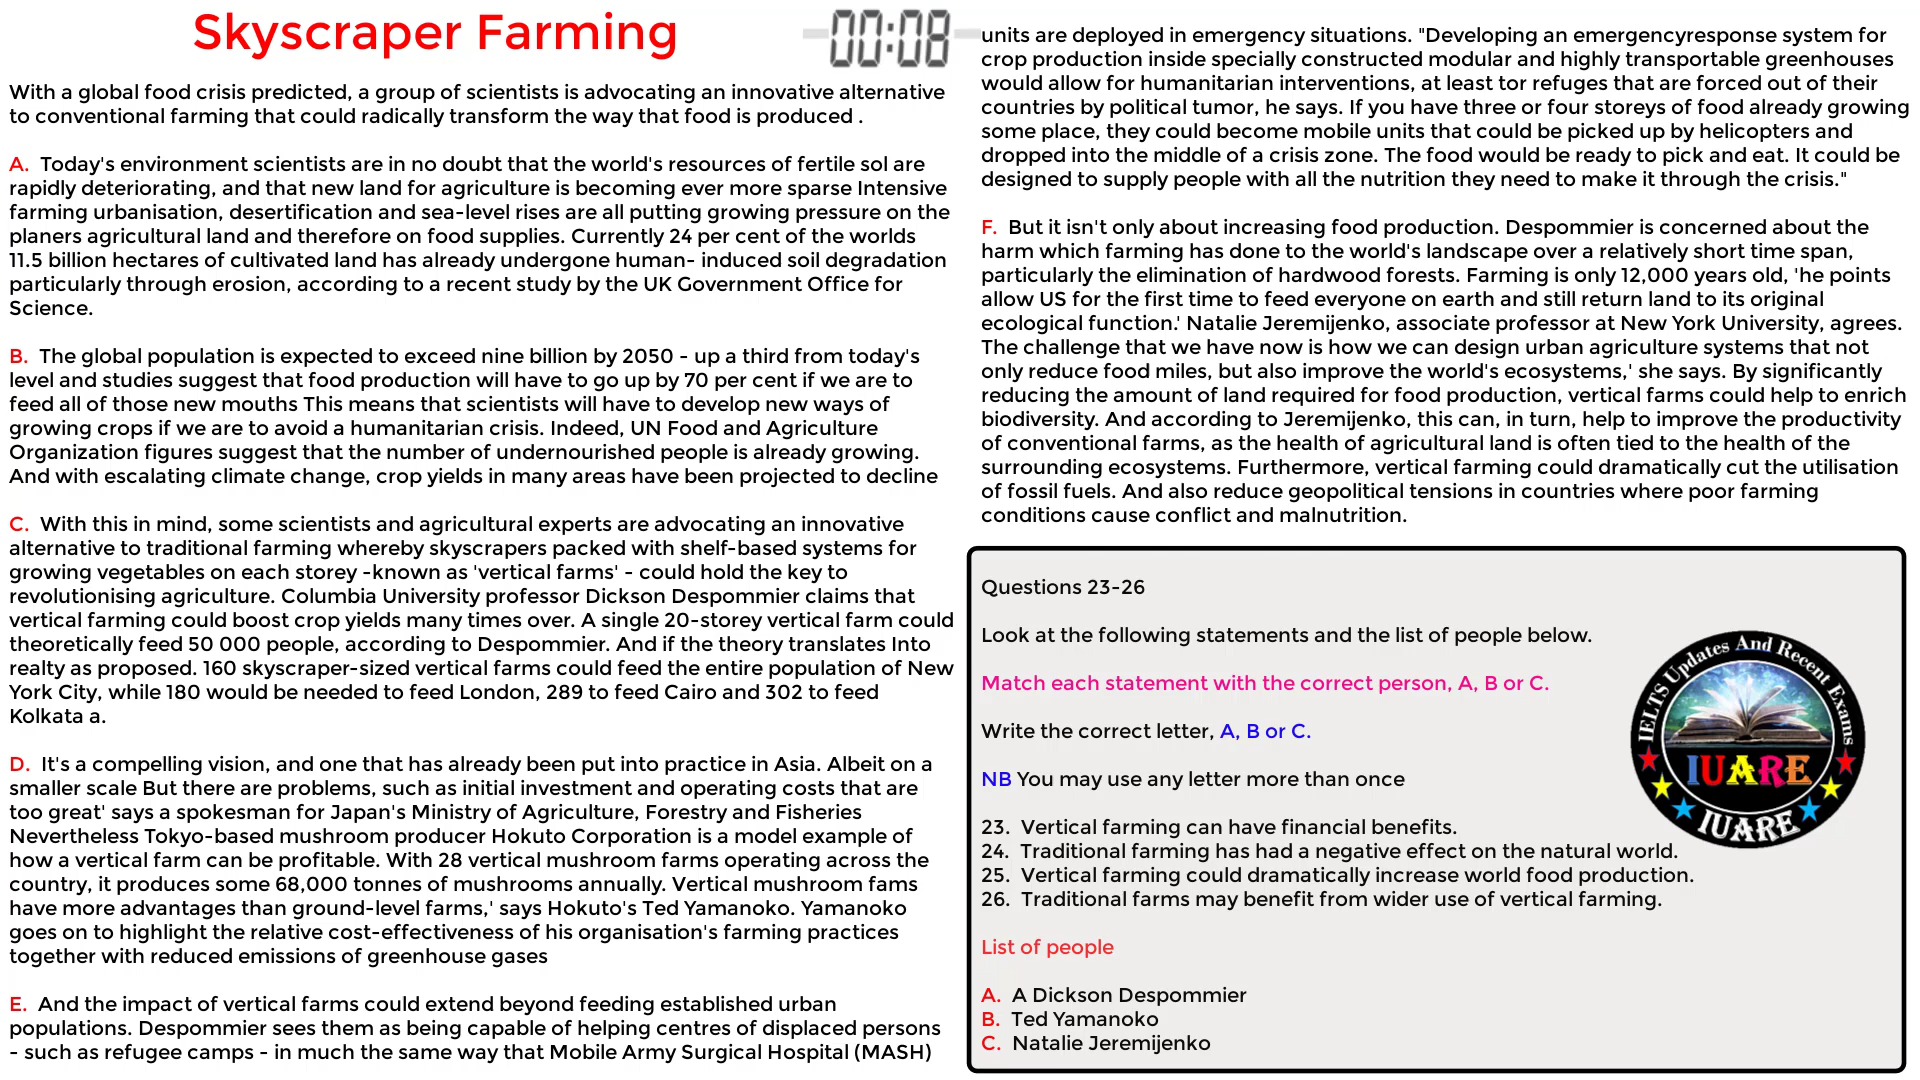 Skyscraper Farming
00:08
With a global food crisis predicted, a group of scientists is advocating an innovative alternative
to conventional farming that could radically transform the way that food is produced .
A. Today's environment scientists are in no doubt that the world's resources of fertile sol are
rapidly deteriorating, and that new land for agriculture is becoming ever more sparse Intensive
farming urbanisation, desertification and sea-level rises are all putting growing pressure on the
planers agricultural land and therefore on food supplies. Currently 24 per cent of the worlds
11.5 billion hectares of cultivated land has already undergone human- induced soil degradation
particularly through erosion, according to a recent study by the UK Government Office for
Science.
B. The global population is expected to exceed nine billion by 2050 - up a third from today's
level and studies suggest that food production will have to go up by 70 per cent if we are to
feed all of those new mouths This means that scientists will have to develop new ways of
growing crops if we are to avoid a humanitarian crisis. Indeed, UN Food and Agriculture
Organization figures suggest that the number of undernourished people is already growing.
And with escalating climate change, crop yields in many areas have been projected to decline
C. With this in mind, some scientists and agricultural experts are advocating an innovative
alternative to traditional farming whereby skyscrapers packed with shelf-based systems for
growing vegetables on each storey -known as 'vertical farms' - could hold the key to
revolutionising agriculture. Columbia University professor Dickson Despommier claims that
vertical farming could boost crop yields many times over. A single 20-storey vertical farm could
theoretically feed 50 000 people, according to Despommier. And if the theory translates Into
realty as proposed. 160 skyscraper-sized vertical farms could feed the entire population of New
York City, while 180 would be needed to feed London, 289 to feed Cairo and 302 to feed
Kolkata a.
D. It's a compelling vision, and one that has already been put into practice in Asia. Albeit on a
smaller scale But there are problems, such as initial investment and operating costs that are
too great' says a spokesman for Japan's Ministry of Agriculture, Forestry and Fisheries
Nevertheless Tokyo-based mushroom producer Hokuto Corporation is a model example of
how a vertical farm can be profitable. With 28 vertical mushroom farms operating across the
country, it produces some 68,000 tonnes of mushrooms annually. Vertical mushroom fams
have more advantages than ground-level farms,' says Hokuto's Ted Yamanoko. Yamanoko
goes on to highlight the relative cost-effectiveness of his organisation's farming practices
together with reduced emissions of greenhouse gases
E. And the impact of vertical farms could extend beyond feeding established urban
populations. Despommier sees them as being capable of helping centres of displaced persons
- such as refugee camps - in much the same way that Mobile Army Surgical Hospital (MASH)
units are deployed in emergency situations. "Developing an emergencyresponse system for
crop production inside specially constructed modular and highly transportable greenhouses
would allow for humanitarian interventions, at least tor refuges that are forced out of their
countries by political tumor, he says. If you have three or four storeys of food already growing
some place, they could become mobile units that could be picked up by helicopters and
dropped into the middle of a crisis zone. The food would be ready to pick and eat. It could be
designed to supply people with all the nutrition they need to make it through the crisis."
F. But it isn't only about increasing food production. Despommier is concerned about the
harm which farming has done to the world's landscape over a relatively short time span,
particularly the elimination of hardwood forests. Farming is only 12,000 years old, 'he points
allow US for the first time to feed everyone on earth and still return land to its original
ecological function.' Natalie Jeremijenko, associate professor at New York University, agrees.
The challenge that we have now is how we can design urban agriculture systems that not
only reduce food miles, but also improve the world's ecosystems,' she says. By significantly
reducing the amount of land required for food production, vertical farms could help to enrich
biodiversity. And according to Jeremijenko, this can, in turn, help to improve the productivity
of conventional farms, as the health of agricultural land is often tied to the health of the
surrounding ecosystems. Furthermore, vertical farming could dramatically cut the utilisation
of fossil fuels. And also reduce geopolitical tensions in countries where poor farming
conditions cause conflict and malnutrition.
Questions 23-26
Look at the following statements and the list of people below.
Match each statement with the correct person, A, B or C.
Write the correct letter, A, B or C.
NB You may use any letter more than once
23. Vertical farming can have financial benefits.
24. Traditional farming has had a negative effect on the natural world.
25. Vertical farming could dramatically increase world food production.
26. Traditional farms may benefit from wider use of vertical farming.
List of people
A. A Dickson Despommier
B. Ted Yamanoko
C. Natalie Jeremijenko
IELTS Updates And Recent Exams
IUARE
IUARE